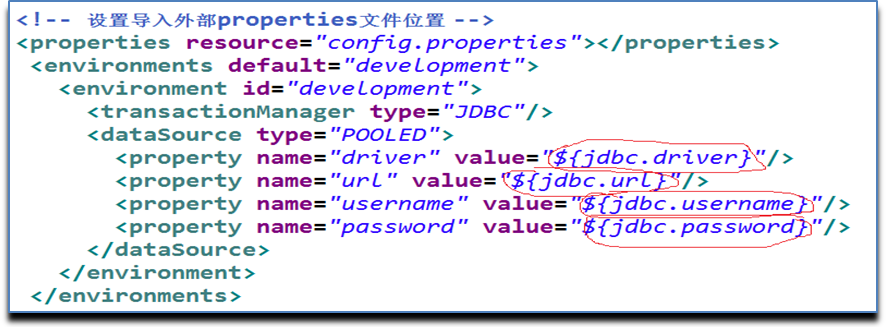 <!-- 设置导入外部properties文件位置 -->
<properties resource="config.properties"></properties>
<environments default="development">
<environment id="development">
<transactionManager type="JDBC"/>
<dataSource type="POOLED">
<property name="driver" value="${jdbc.driver}"/>
<property name="url" value="${jdbc.url}"/>
<property name="username" value="${jdbc.username}"/>
<property name="password" value="${jdbc.password}"/>
</dataSource>
</environment>
</environments>